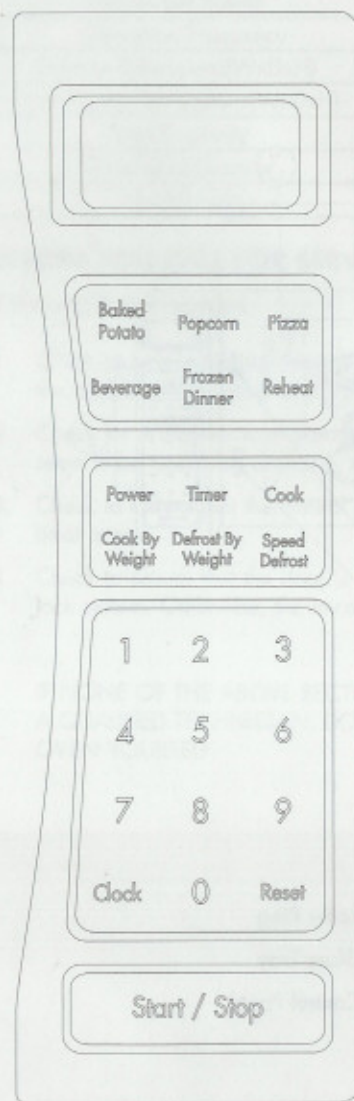 Baked Potato Popcorn Pizza
Beverage Frozen Dinner Reheat
Power Timer Cook
Cook By Weight Defrost By Weight Speed Defrost
1 2 3
4 5 6
7 8 9
Clock 0 Reset
Start / Stop